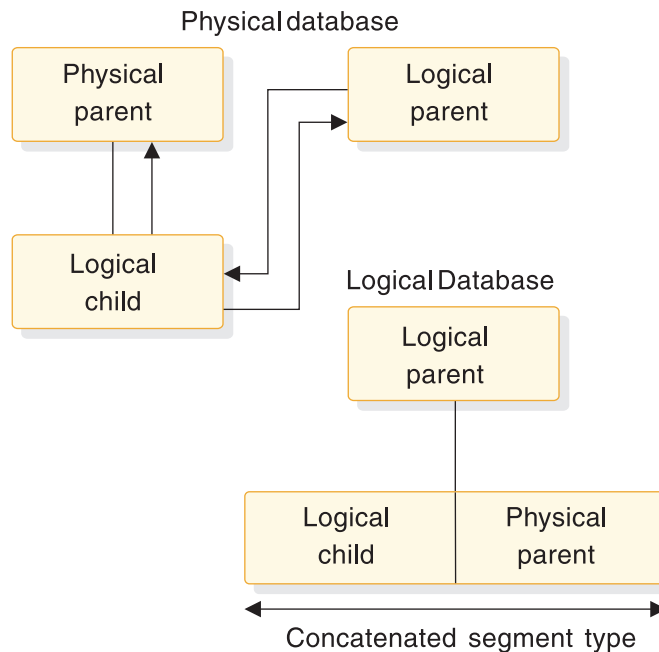 Physical database
Physical
parent
Logical
parent
Logical
child
Logical Database
Logical
parent
Logical
child
Physical
parent
Concatenated segment type